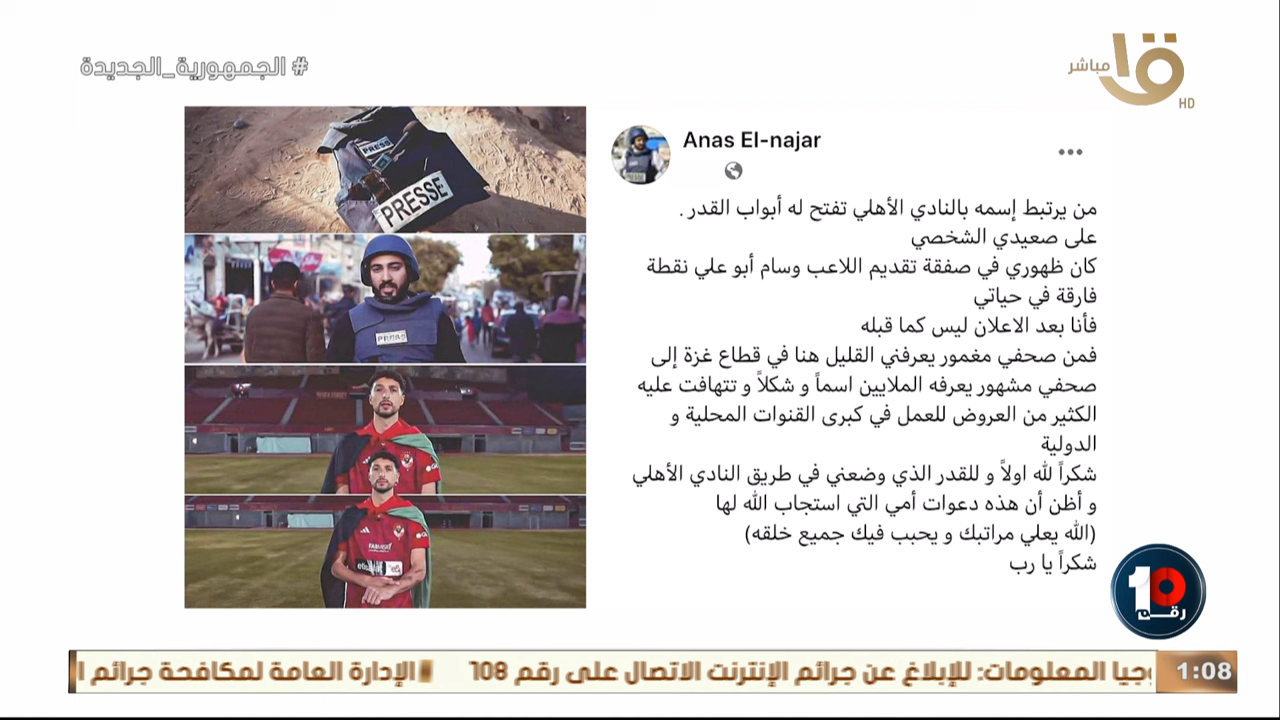 # الجمهورية_الجديدة
مباشر
HD
Anas El-najar
من يرتبط إسمه بالنادي الأهلي تفتح له أبواب القدر .
على صعيدي الشخصي
كان ظهوري في صفقة تقديم اللاعب وسام أبو علي نقطة
فارقة في حياتي
فأنا بعد الاعلان ليس كما قبله
فمن صحفي مغمور يعرفني القليل هنا في قطاع غزة إلى
صحفي مشهور يعرفه الملايين اسماً و شكلاً و تتهافت عليه
الكثير من العروض للعمل في كبرى القنوات المحلية و
الدولية
شكراً لله اولاً و للقدر الذي وضعني في طريق النادي الأهلي
و أظن أن هذه دعوات أمي التي استجاب الله لها
(الله يعلي مراتبك و يحبب فيك جميع خلقه)
شكراً يا رب
PRESS
PRESSE
PRESS
رقم 10
1:08
وجيا المعلومات: للإبلاغ عن جرائم الإنترنت الاتصال على رقم 108 الإدارة العامة لمكافحة جرائم ا